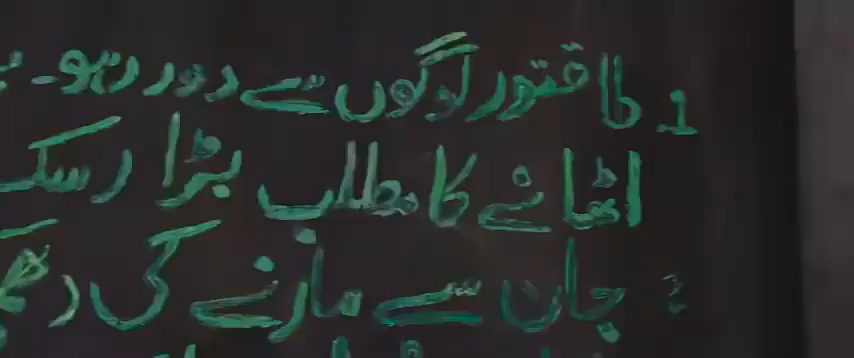 1 طاقتور لوگوں سے دور رہو۔
اٹھانے کا مطلب بڑا رسک
2 جان سے مارنے کی